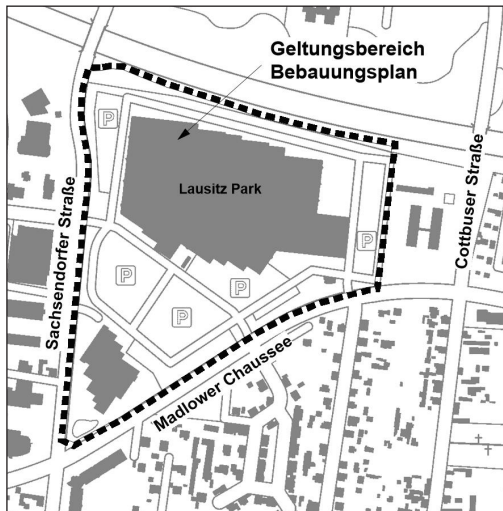 Geltungsbereich
Bebauungsplan
P
Lausitz Park
Sachsendorfer Straße
Cottbuser Straße
P
P
P
P
Madlower Chaussee